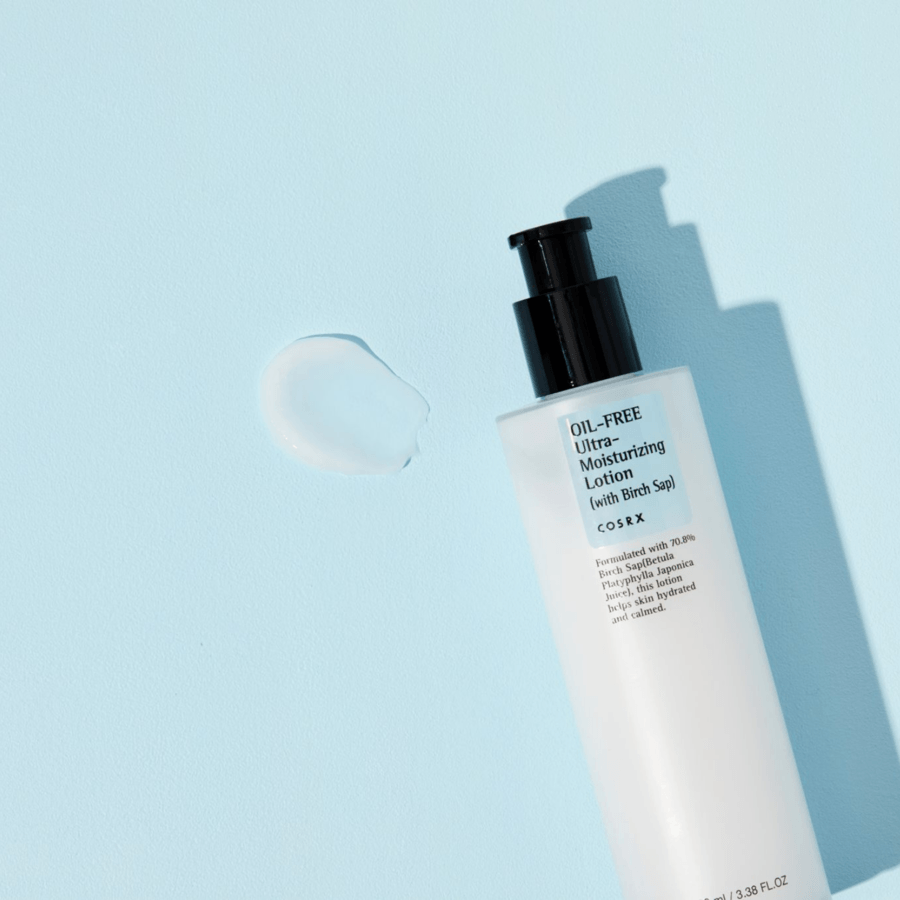 OIL-FREE
Ultra-
Moisturizing
Lotion
(with Birch Sap)
COSRX
Formulated with 70.8%
Birch Sap(Betula
Platyphylla Japonica
Juice), this lotion
helps skin hydrated
and calmed.
ml / 3.38 FL.OZ